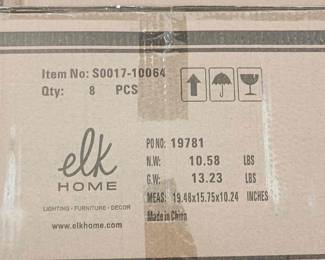 Item No: S0017-10064
Qty: 8 PCS
elk
HOME
LIGHTING · FURNITURE · DECOR
www.elkhome.com
PO NO: 19781
N.W: 10.58 LBS
G.W: 13.23 LBS
MEAS: 19.48x15.75x10.24 INCHES
Made in China